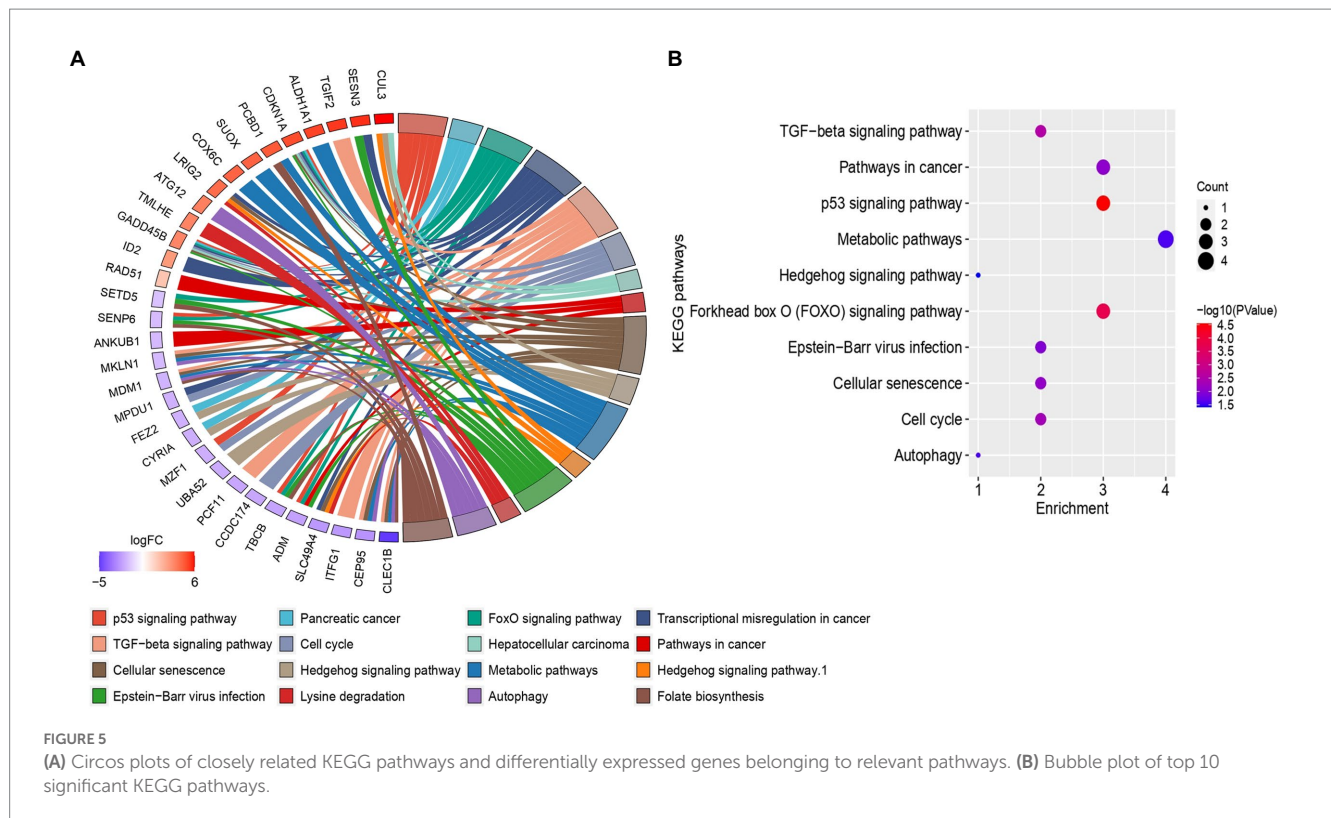 A
CUL3
SESN3
TGIF2
ALDH1A1
CDKN1A
PCBD1
SUOX
COX6C
LRIG2
ATG12
TMLHE
GADD45B
ID2
RAD51
SETD5
SENP6
ANKUB1
MKLN1
MDM1
MPDU1
FEZ2
CYRIA
MZF1
UBA52
PCF11
CCDC174
TBCB
ADM
SLC49A4
ITFG1
CEP95
CLEC1B
logFC
−5 6
p53 signaling pathway Pancreatic cancer FoxO signaling pathway Transcriptional misregulation in cancer
TGF−beta signaling pathway Cell cycle Hepatocellular carcinoma Pathways in cancer
Cellular senescence Hedgehog signaling pathway Metabolic pathways Hedgehog signaling pathway.1
Epstein−Barr virus infection Lysine degradation Autophagy Folate biosynthesis
B
KEGG pathways
TGF−beta signaling pathway
Pathways in cancer
p53 signaling pathway
Metabolic pathways
Hedgehog signaling pathway
Forkhead box O (FOXO) signaling pathway
Epstein−Barr virus infection
Cellular senescence
Cell cycle
Autophagy
1 2 3 4
Enrichment
Count
1
2
3
4
−log10(PValue)
4.5
4.0
3.5
3.0
2.5
2.0
1.5
FIGURE 5
(A) Circos plots of closely related KEGG pathways and differentially expressed genes belonging to relevant pathways. (B) Bubble plot of top 10
significant KEGG pathways.